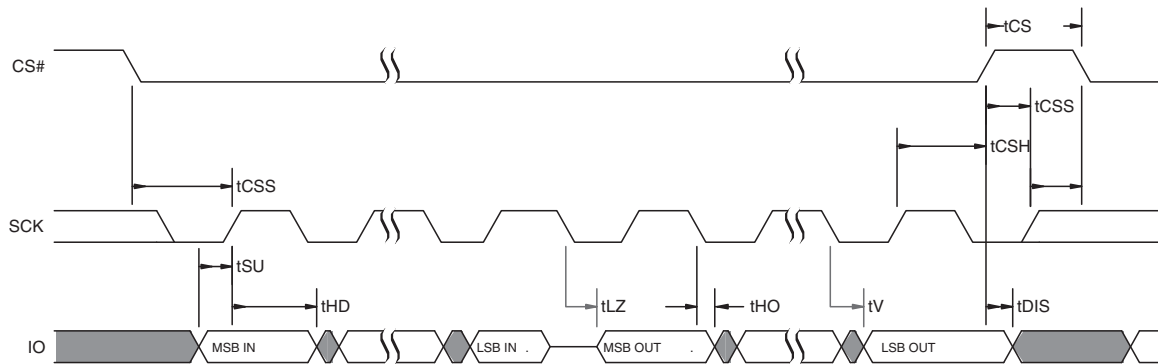 tCS
CS#
tCSS
tCSH
tCSS
SCK
tSU
tHD
tLZ
tHO
tV
tDIS
IO
MSB IN
LSB IN .
MSB OUT .
LSB OUT